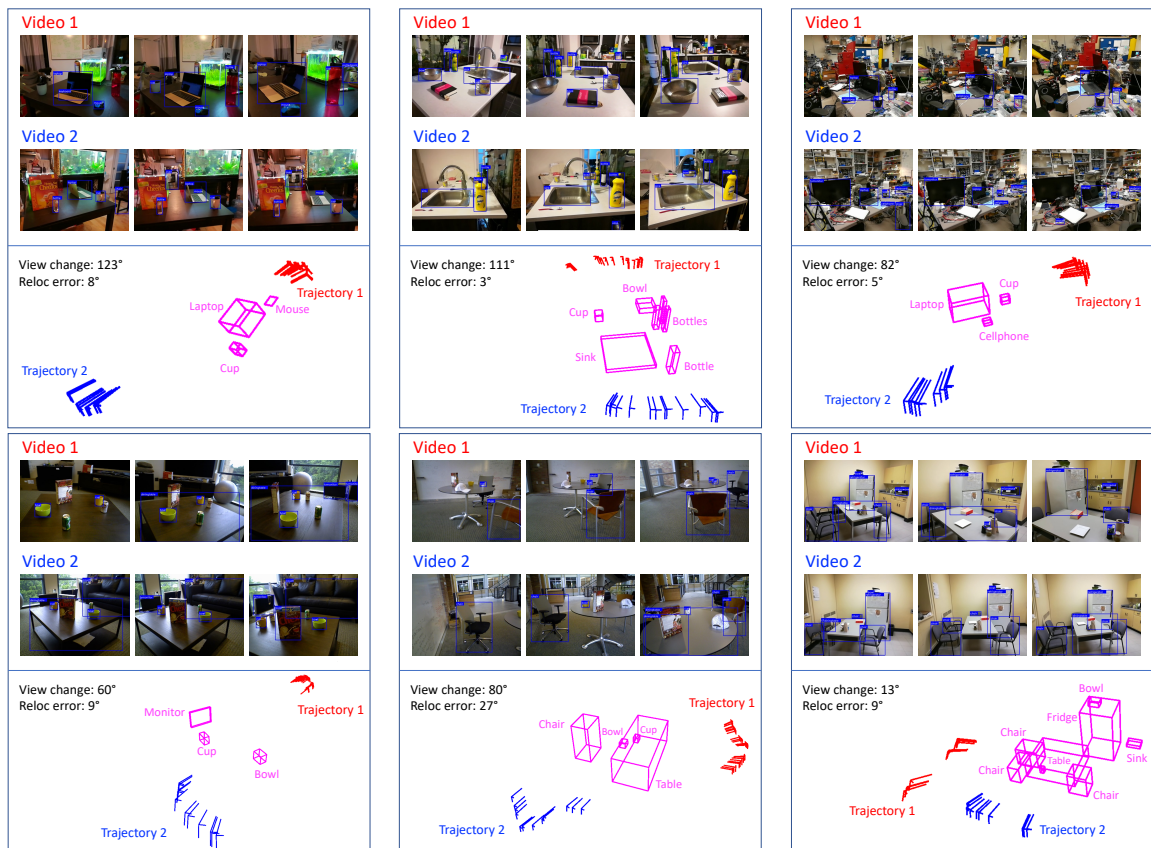 Video 1
Video 2
View change: 123°
Reloc error: 8°
Trajectory 1
Laptop
Mouse
Cup
Trajectory 2
Video 1
Video 2
View change: 111°
Reloc error: 3°
Trajectory 1
Bowl
Cup
Bottles
Sink
Bottle
Trajectory 2
Video 1
Video 2
View change: 82°
Reloc error: 5°
Cup
Trajectory 1
Laptop
Cellphone
Trajectory 2
Video 1
Video 2
View change: 60°
Reloc error: 9°
Trajectory 1
Monitor
Cup
Bowl
Trajectory 2
Video 1
Video 2
View change: 80°
Reloc error: 27°
Trajectory 1
Chair
Bowl
Cup
Table
Trajectory 2
Video 1
Video 2
View change: 13°
Reloc error: 9°
Bowl
Fridge
Chair
Table
Sink
Chair
Chair
Trajectory 1
Trajectory 2